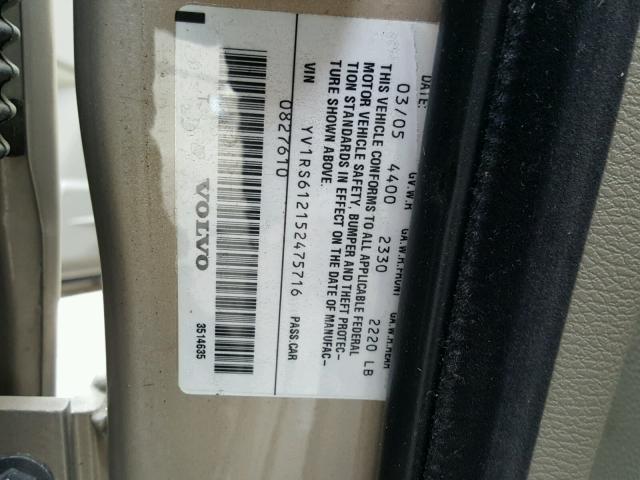 DATE: G.V.W.R G.A.W.R.FRONT G.A.W.R.REAR
03/05 4400 2330 2220 LB
THIS VEHICLE CONFORMS TO ALL APPLICABLE FEDERAL
MOTOR VEHICLE SAFETY, BUMPER AND THEFT PROTEC-
TION STANDARDS IN EFFECT ON THE DATE OF MANUFAC-
TURE SHOWN ABOVE.
VIN YV1RS612152475716 PASS.CAR
0827610
VOLVO 3514635